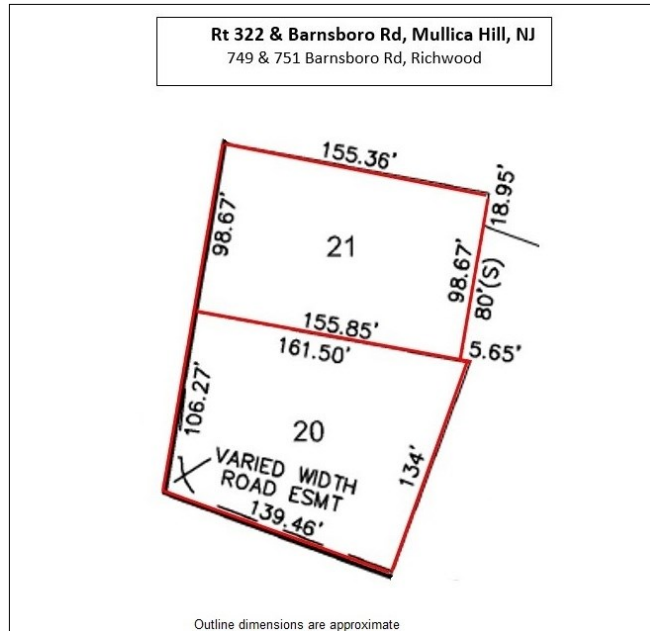 Rt 322 & Barnsboro Rd, Mullica Hill, NJ
749 & 751 Barnsboro Rd, Richwood
155.36'
18.95'
98.67'
21
98.67'
80'(S)
155.85'
5.65'
161.50'
106.27'
20
134'
VARIED WIDTH
ROAD ESMT
139.46'
Outline dimensions are approximate